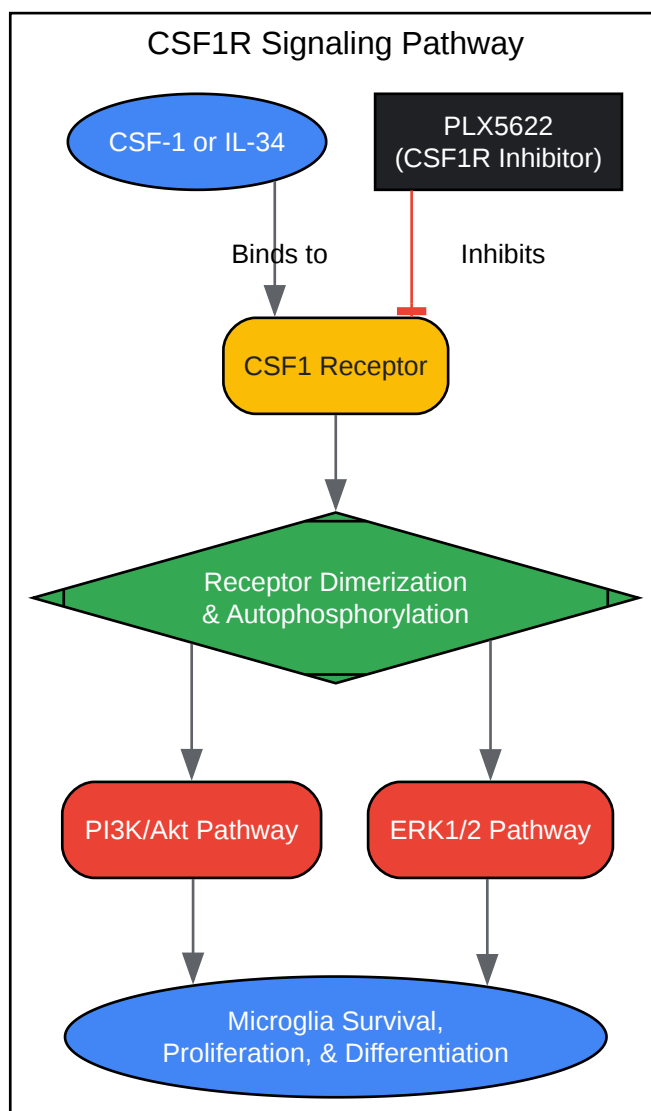 CSF1R Signaling Pathway
CSF-1 or IL-34
PLX5622
(CSF1R Inhibitor)
Binds to
Inhibits
CSF1 Receptor
Receptor Dimerization
& Autophosphorylation
PI3K/Akt Pathway
ERK1/2 Pathway
Microglia Survival,
Proliferation, & Differentiation